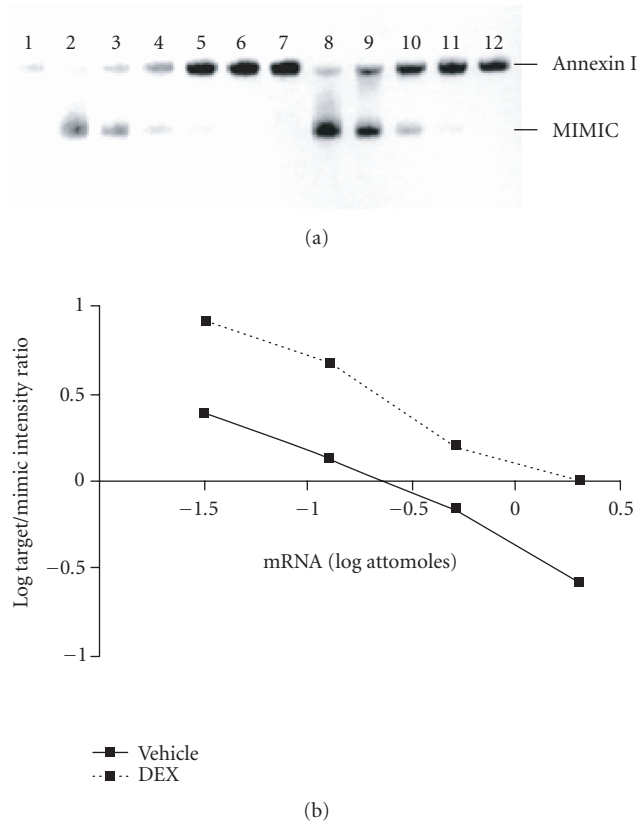 1 2 3 4 5 6 7 8 9 10 11 12
Annexin I
MIMIC
(a)
Log target/mimic intensity ratio
1
0.5
0
−0.5
−1
−1.5 −1 −0.5 0 0.5
mRNA (log attomoles)
Vehicle
DEX
(b)